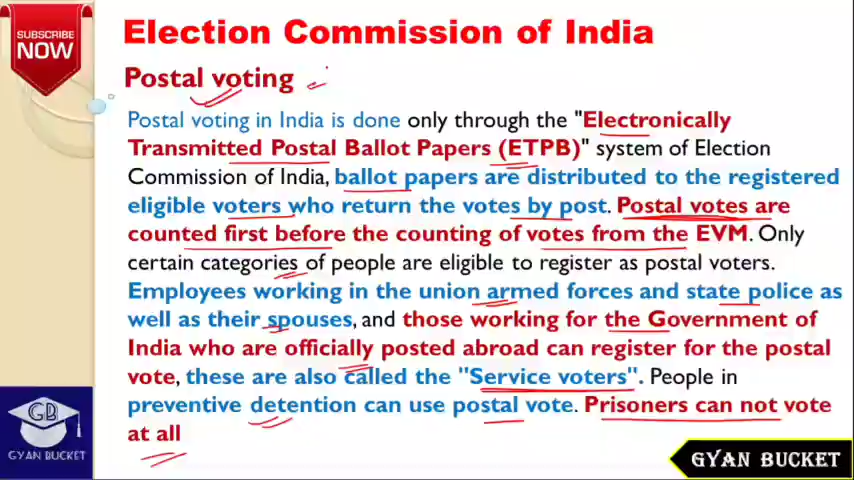 SUBSCRIBE
NOW
Election Commission of India
Postal voting
Postal voting in India is done only through the "Electronically
Transmitted Postal Ballot Papers (ETPB)" system of Election
Commission of India, ballot papers are distributed to the registered
eligible voters who return the votes by post. Postal votes are
counted first before the counting of votes from the EVM. Only
certain categories of people are eligible to register as postal voters.
Employees working in the union armed forces and state police as
well as their spouses, and those working for the Government of
India who are officially posted abroad can register for the postal
vote, these are also called the "Service voters". People in
preventive detention can use postal vote. Prisoners can not vote
at all
GB
GYAN BUCKET
GYAN BUCKET